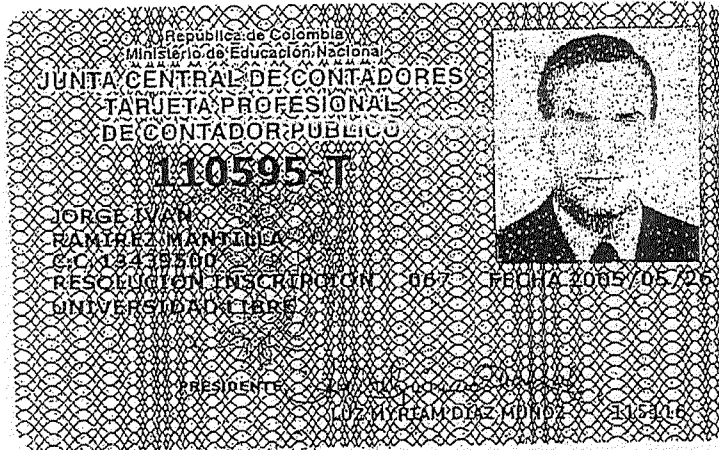 República de Colombia
Ministerio de Educación Nacional
JUNTA CENTRAL DE CONTADORES
TARJETA PROFESIONAL
DE CONTADOR PUBLICO
110595-T
JORGE IVAN
RAMIREZ MANTILLA
C.C. 13439500
RESOLUCION INSCRIPCION 067 FECHA 2005/05/26
UNIVERSIDAD LIBRE
PRESIDENTE
LUZ MYRIAM DIAZ MUÑOZ 115116